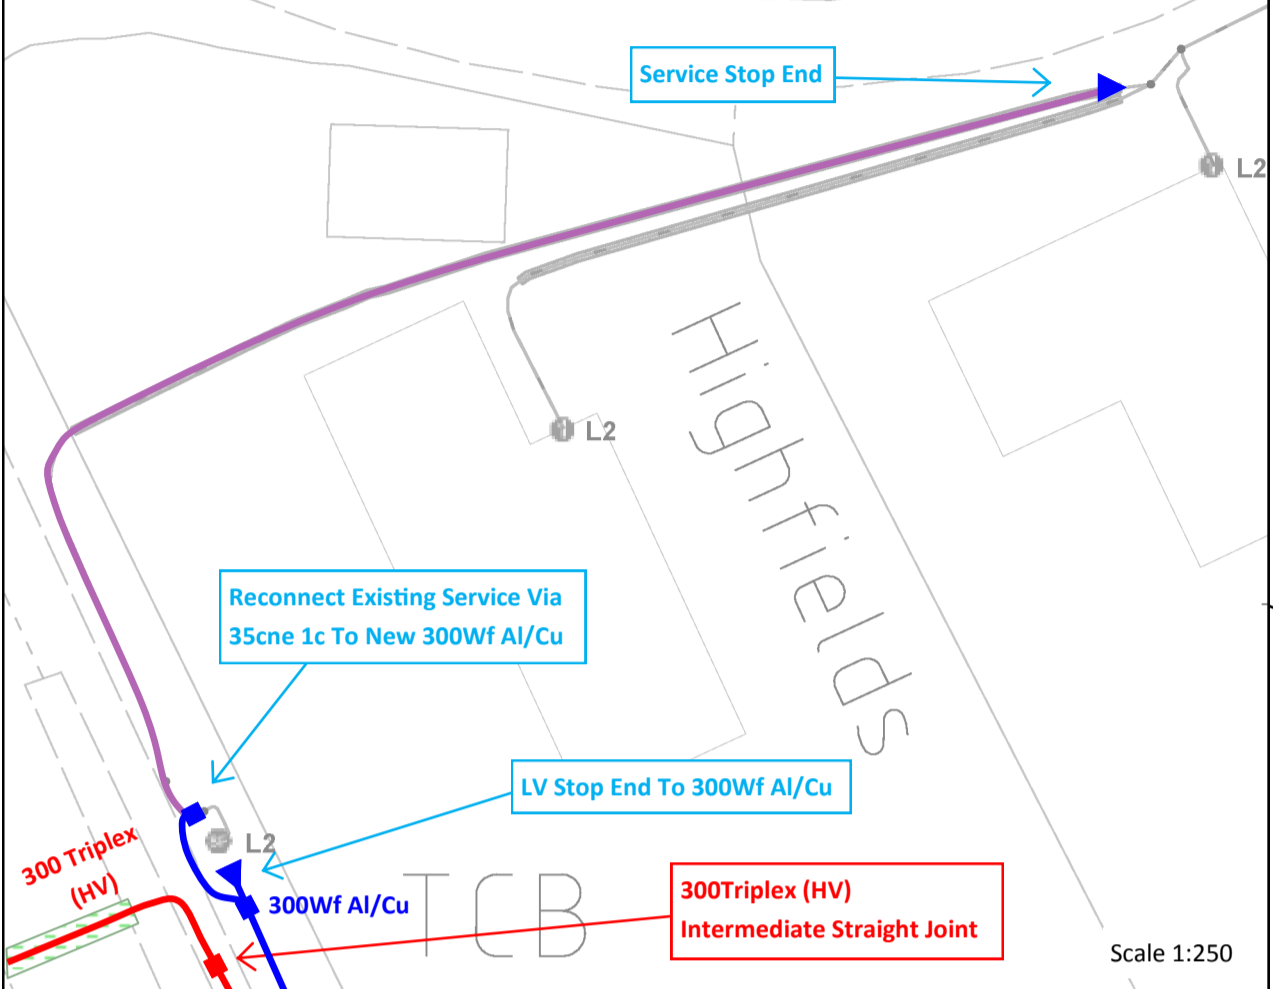 Service Stop End
L2
L2
Highfields
Reconnect Existing Service Via
35cne 1c To New 300Wf Al/Cu
LV Stop End To 300Wf Al/Cu
L2
300 Triplex
(HV)
300Wf Al/Cu
TCB
300Triplex (HV)
Intermediate Straight Joint
Scale 1:250